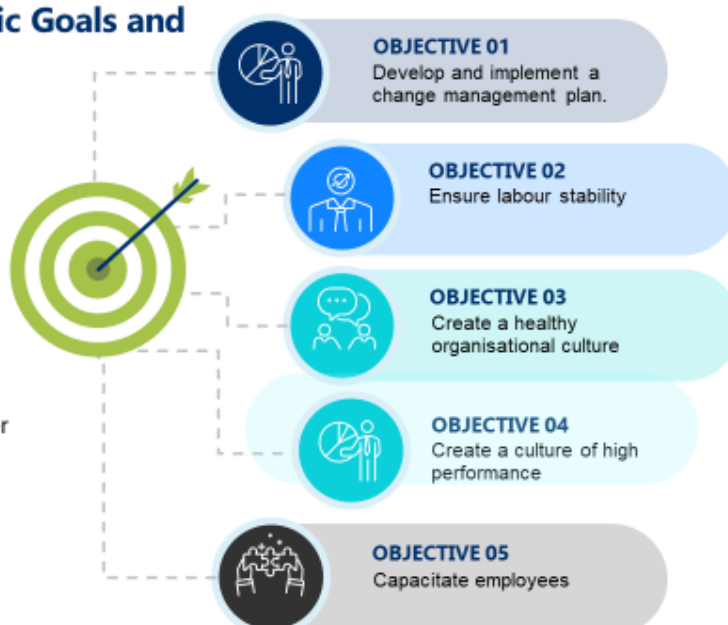 ic Goals and
OBJECTIVE 01
Develop and implement a
change management plan.
OBJECTIVE 02
Ensure labour stability
OBJECTIVE 03
Create a healthy
organisational culture
r
OBJECTIVE 04
Create a culture of high
performance
OBJECTIVE 05
Capacitate employees